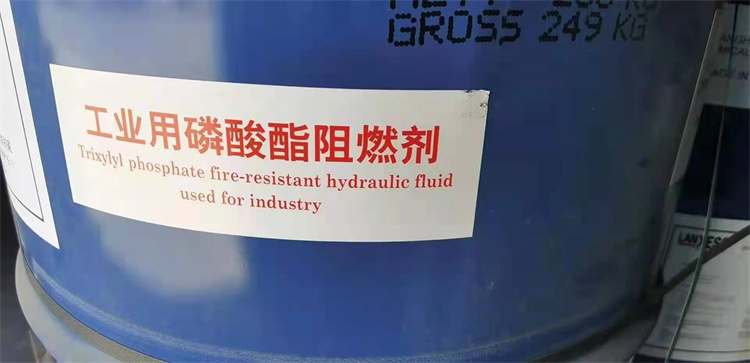 GROSS 249 KG
工业用磷酸酯阻燃剂
Trixylyl phosphate fire-resistant hydraulic fluid
used for industry